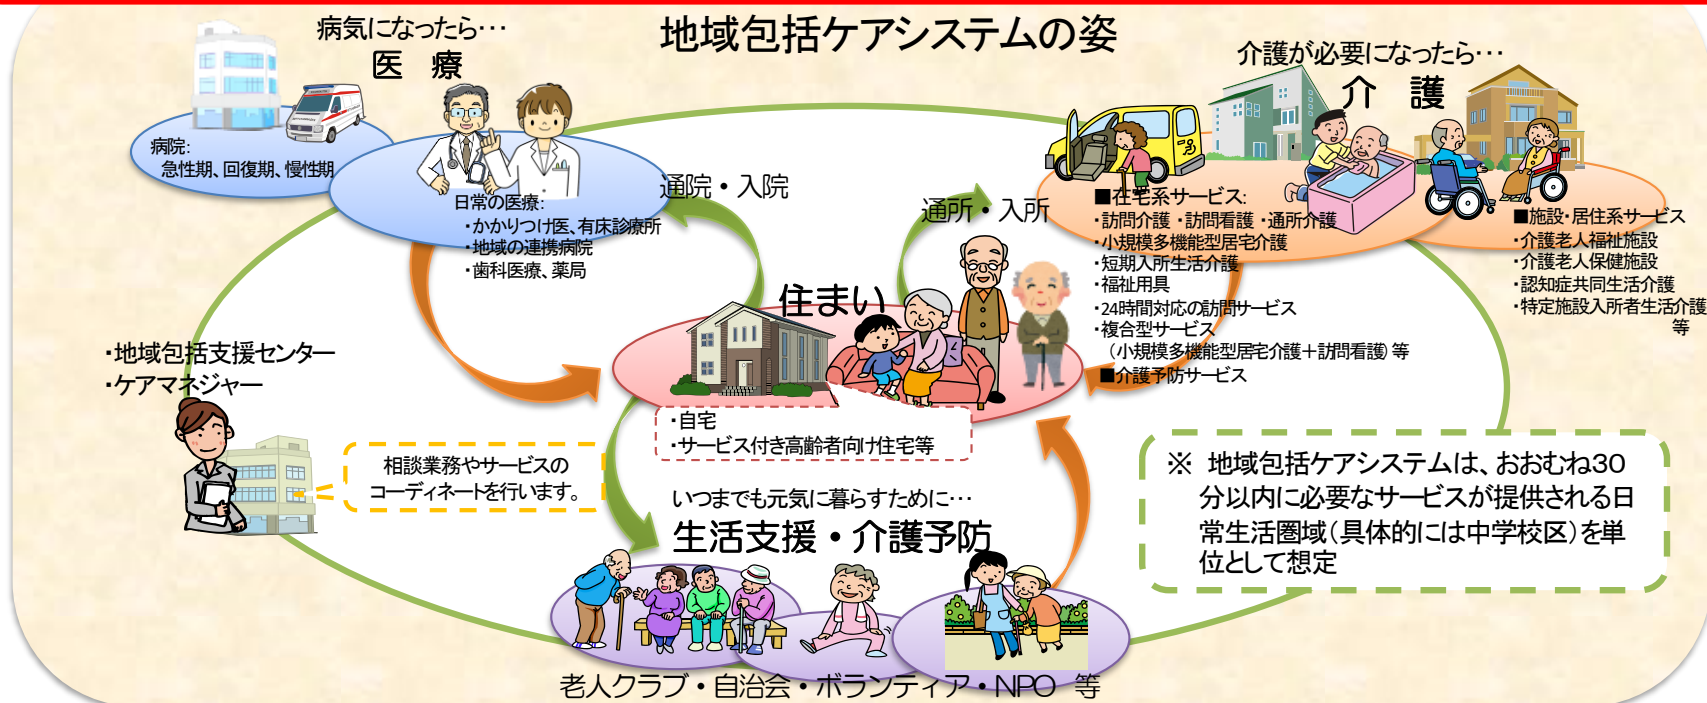 地域包括ケアシステムの姿
病気になったら…
医 療
病院:
急性期、回復期、慢性期
日常の医療:
・かかりつけ医、有床診療所
・地域の連携病院
・歯科医療、薬局
通院・入院
通所・入所
介護が必要になったら…
介 護
■在宅系サービス:
・訪問介護 ・訪問看護 ・通所介護
・小規模多機能型居宅介護
・短期入所生活介護
・福祉用具
・24時間対応の訪問サービス
・複合型サービス
（小規模多機能型居宅介護＋訪問看護）等
■介護予防サービス
■施設・居住系サービス
・介護老人福祉施設
・介護老人保健施設
・認知症共同生活介護
・特定施設入所者生活介護
等
住まい
・自宅
・サービス付き高齢者向け住宅等
・地域包括支援センター
・ケアマネジャー
相談業務やサービスの
コーディネートを行います。
いつまでも元気に暮らすために…
生活支援・介護予防
老人クラブ・自治会・ボランティア・NPO 等
※ 地域包括ケアシステムは、おおむね30
分以内に必要なサービスが提供される日
常生活圏域（具体的には中学校区）を単
位として想定